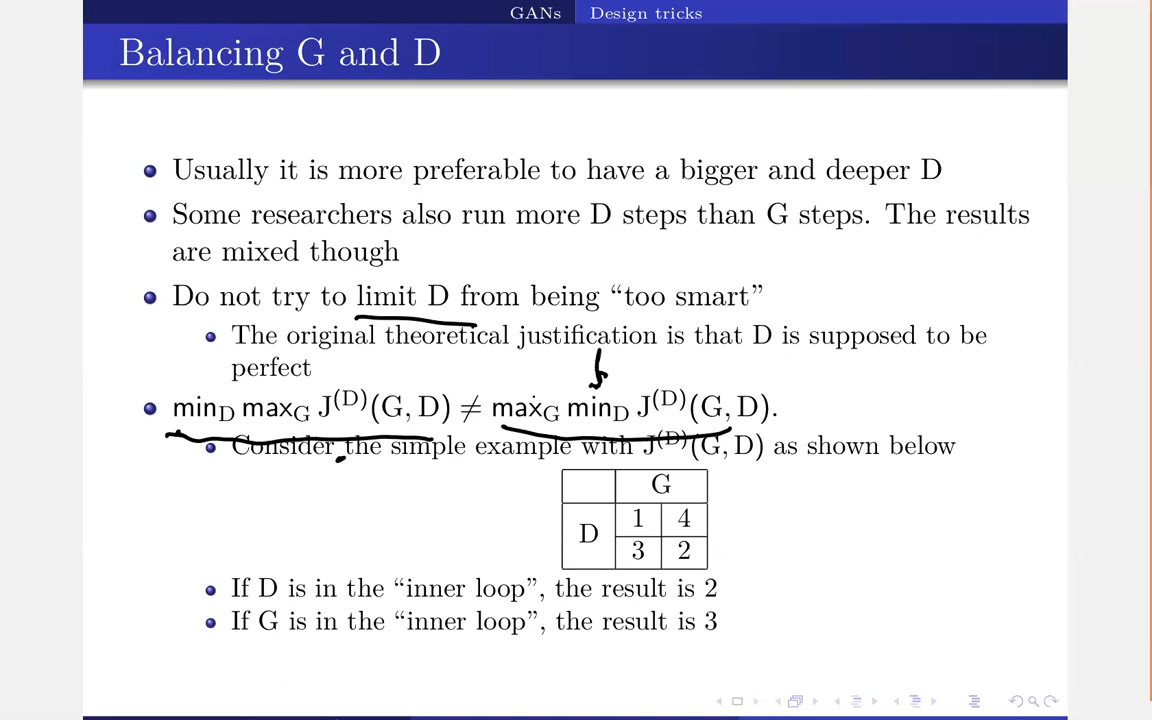 GANs Design tricks
Balancing G and D
Usually it is more preferable to have a bigger and deeper D
Some researchers also run more D steps than G steps. The results
are mixed though
Do not try to limit D from being “too smart”
The original theoretical justification is that D is supposed to be
perfect
min_D max_G J^(D)(G, D) ≠ max_G min_D J^(D)(G, D).
Consider the simple example with J^(D)(G, D) as shown below
G
D
1 4
3 2
If D is in the “inner loop”, the result is 2
If G is in the “inner loop”, the result is 3